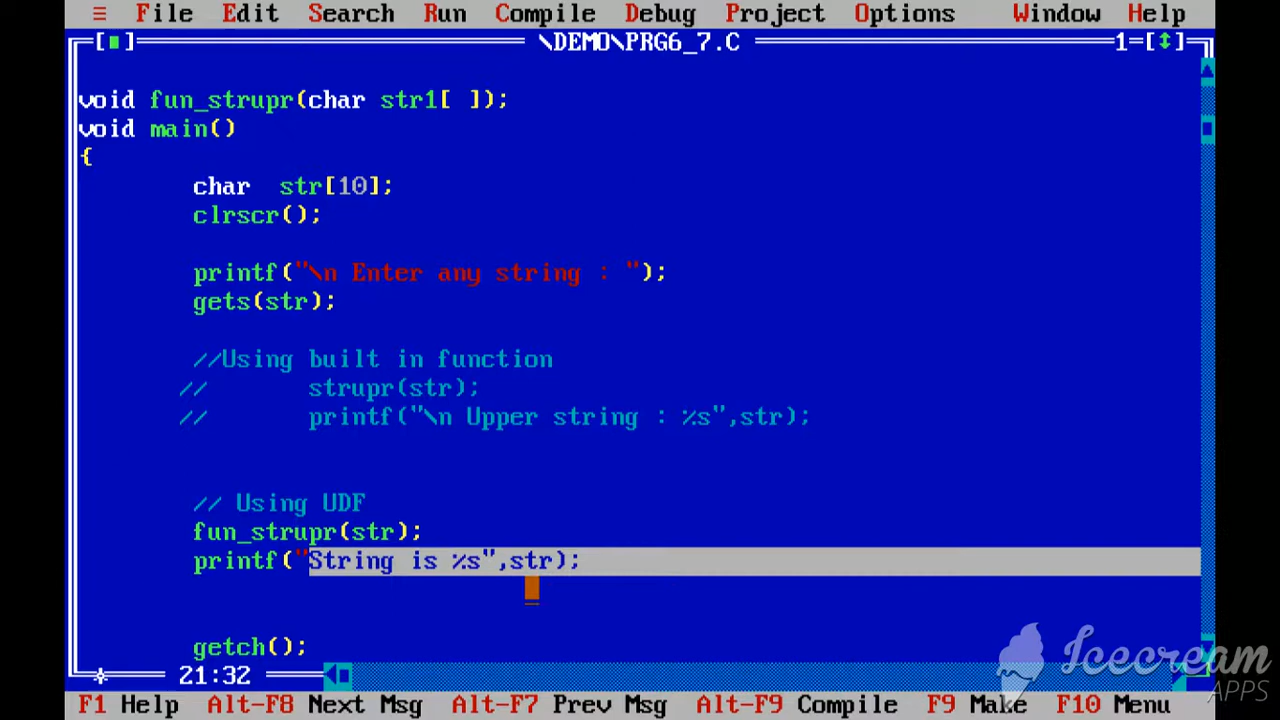 ≡ File Edit Search Run Compile Debug Project Options Window Help
[■] \DEMO\PRG6_7.C 1=[↕]
void fun_strupr(char str1[ ]);
void main()
{
char  str[10];
clrscr();
printf("\n Enter any string : ");
gets(str);
//Using built in function
//       strupr(str);
//       printf("\n Upper string : %s",str);
// Using UDF
fun_strupr(str);
printf("String is %s",str);
getch();
21:32
Icecream
APPS
F1 Help Alt-F8 Next Msg Alt-F7 Prev Msg Alt-F9 Compile F9 Make F10 Menu